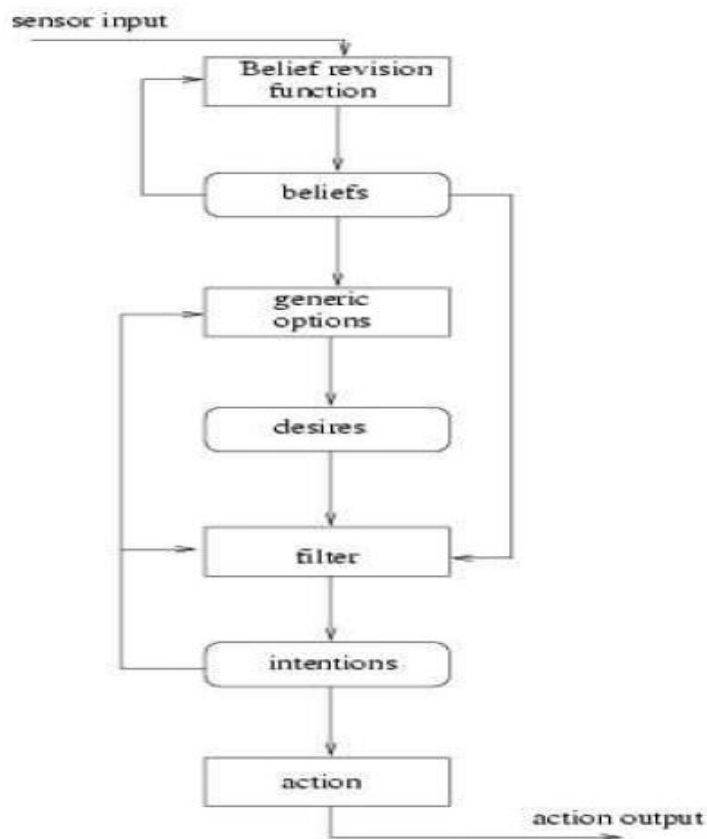 sensor input
Belief revision
function
beliefs
generic
options
desires
filter
intentions
action
action output